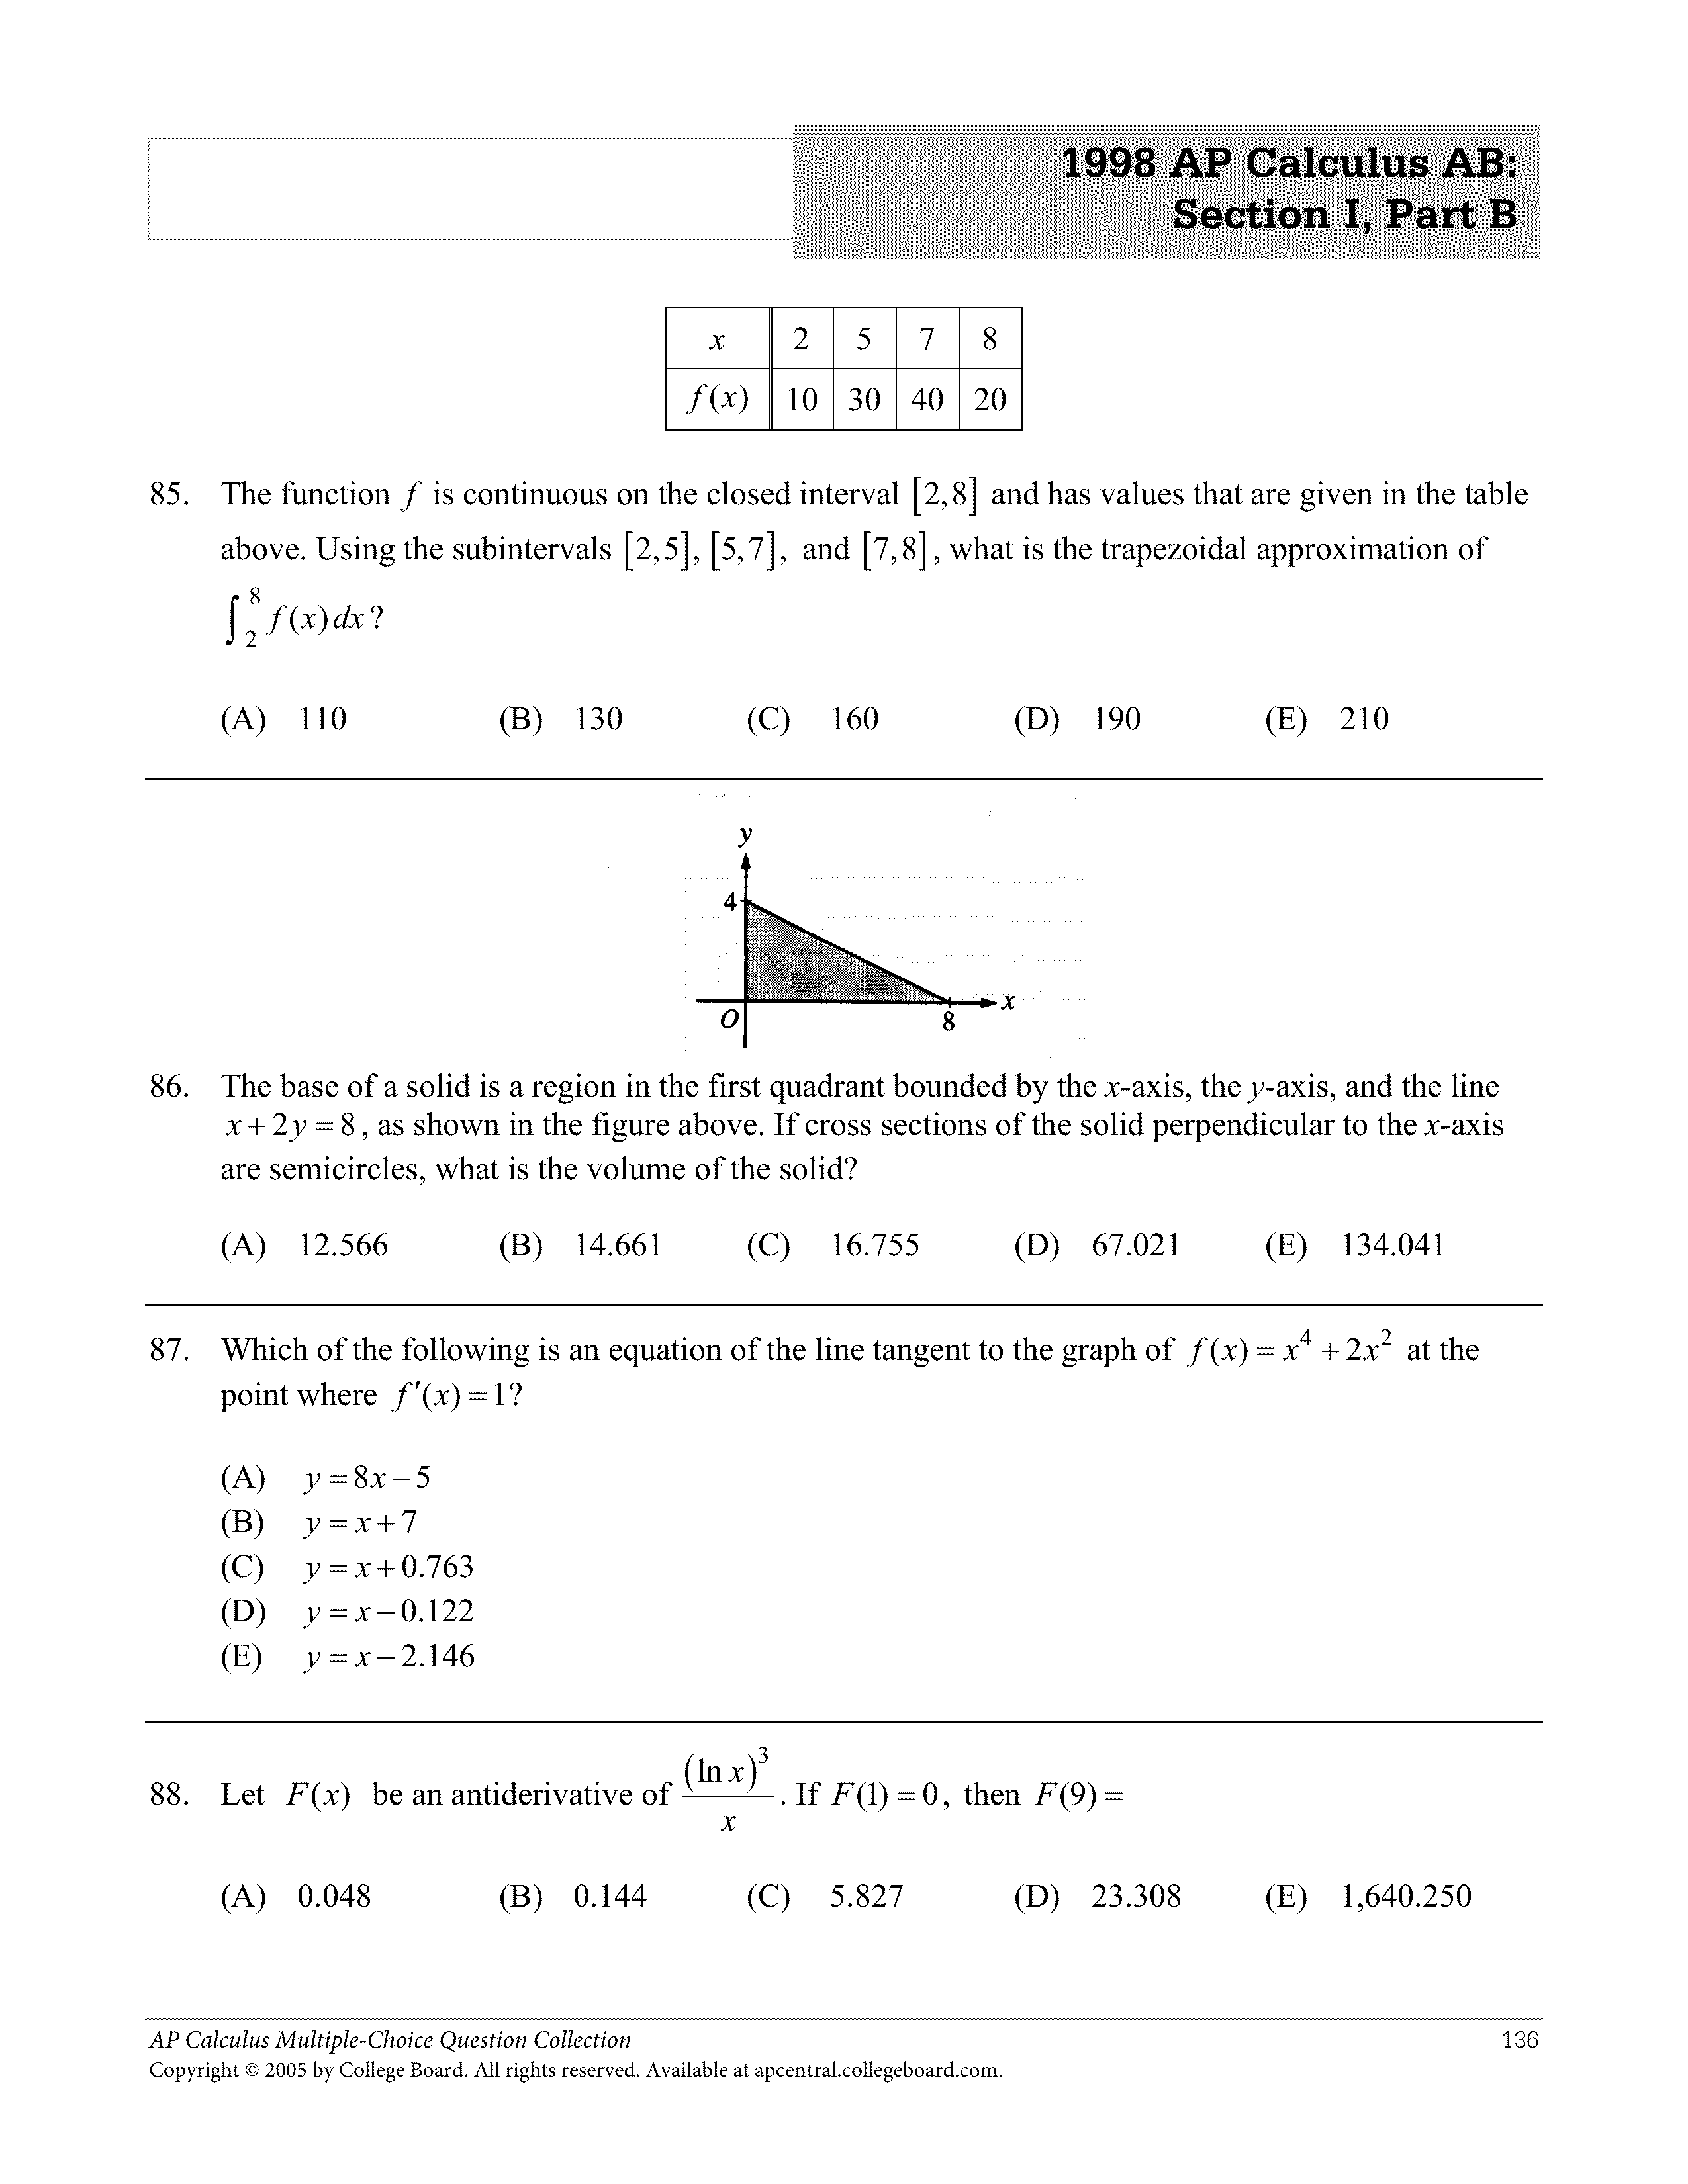 1998 AP Calculus AB:
Section I, Part B
x 2 5 7 8
f(x) 10 30 40 20
85. The function f is continuous on the closed interval [2,8] and has values that are given in the table
above. Using the subintervals [2,5], [5,7], and [7,8], what is the trapezoidal approximation of
∫₂⁸ f(x)dx?
(A) 110 (B) 130 (C) 160 (D) 190 (E) 210
y
4
O 8 x
86. The base of a solid is a region in the first quadrant bounded by the x-axis, the y-axis, and the line
x + 2y = 8, as shown in the figure above. If cross sections of the solid perpendicular to the x-axis
are semicircles, what is the volume of the solid?
(A) 12.566 (B) 14.661 (C) 16.755 (D) 67.021 (E) 134.041
87. Which of the following is an equation of the line tangent to the graph of f(x) = x⁴ + 2x² at the
point where f′(x) = 1?
(A) y = 8x − 5
(B) y = x + 7
(C) y = x + 0.763
(D) y = x − 0.122
(E) y = x − 2.146
88. Let F(x) be an antiderivative of (ln x)³/x. If F(1) = 0, then F(9) =
(A) 0.048 (B) 0.144 (C) 5.827 (D) 23.308 (E) 1,640.250
AP Calculus Multiple-Choice Question Collection 136
Copyright © 2005 by College Board. All rights reserved. Available at apcentral.collegeboard.com.